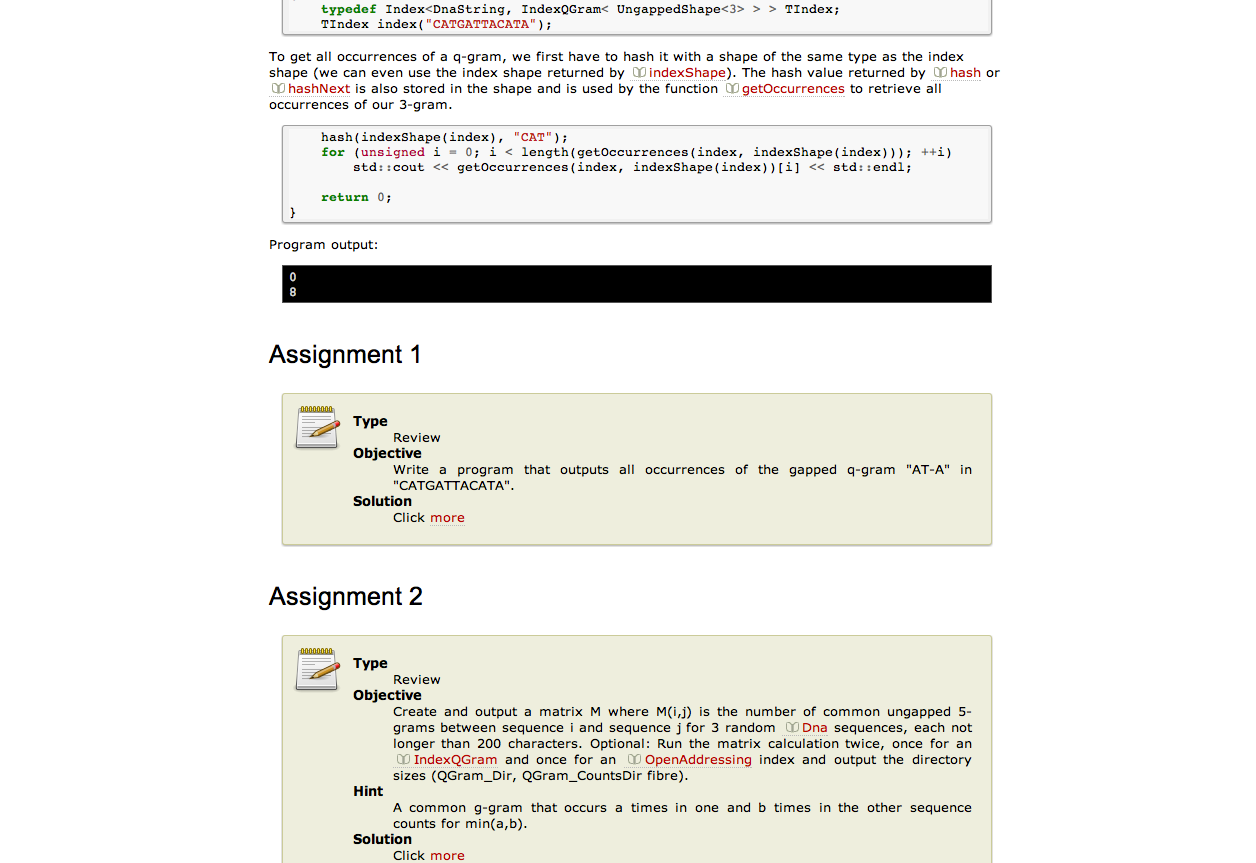 typedef Index<DnaString, IndexQGram< UngappedShape<3> > > TIndex;
TIndex index("CATGATTACATA");
To get all occurrences of a q-gram, we first have to hash it with a shape of the same type as the index
shape (we can even use the index shape returned by indexShape). The hash value returned by hash or
hashNext is also stored in the shape and is used by the function getOccurrences to retrieve all
occurrences of our 3-gram.
hash(indexShape(index), "CAT");
for (unsigned i = 0; i < length(getOccurrences(index, indexShape(index))); ++i)
std::cout << getOccurrences(index, indexShape(index))[i] << std::endl;
return 0;
}
Program output:
0
8
Assignment 1
Type
Review
Objective
Write a program that outputs all occurrences of the gapped q-gram "AT-A" in
"CATGATTACATA".
Solution
Click more
Assignment 2
Type
Review
Objective
Create and output a matrix M where M(i,j) is the number of common ungapped 5-
grams between sequence i and sequence j for 3 random Dna sequences, each not
longer than 200 characters. Optional: Run the matrix calculation twice, once for an
IndexQGram and once for an OpenAddressing index and output the directory
sizes (QGram_Dir, QGram_CountsDir fibre).
Hint
A common g-gram that occurs a times in one and b times in the other sequence
counts for min(a,b).
Solution
Click more